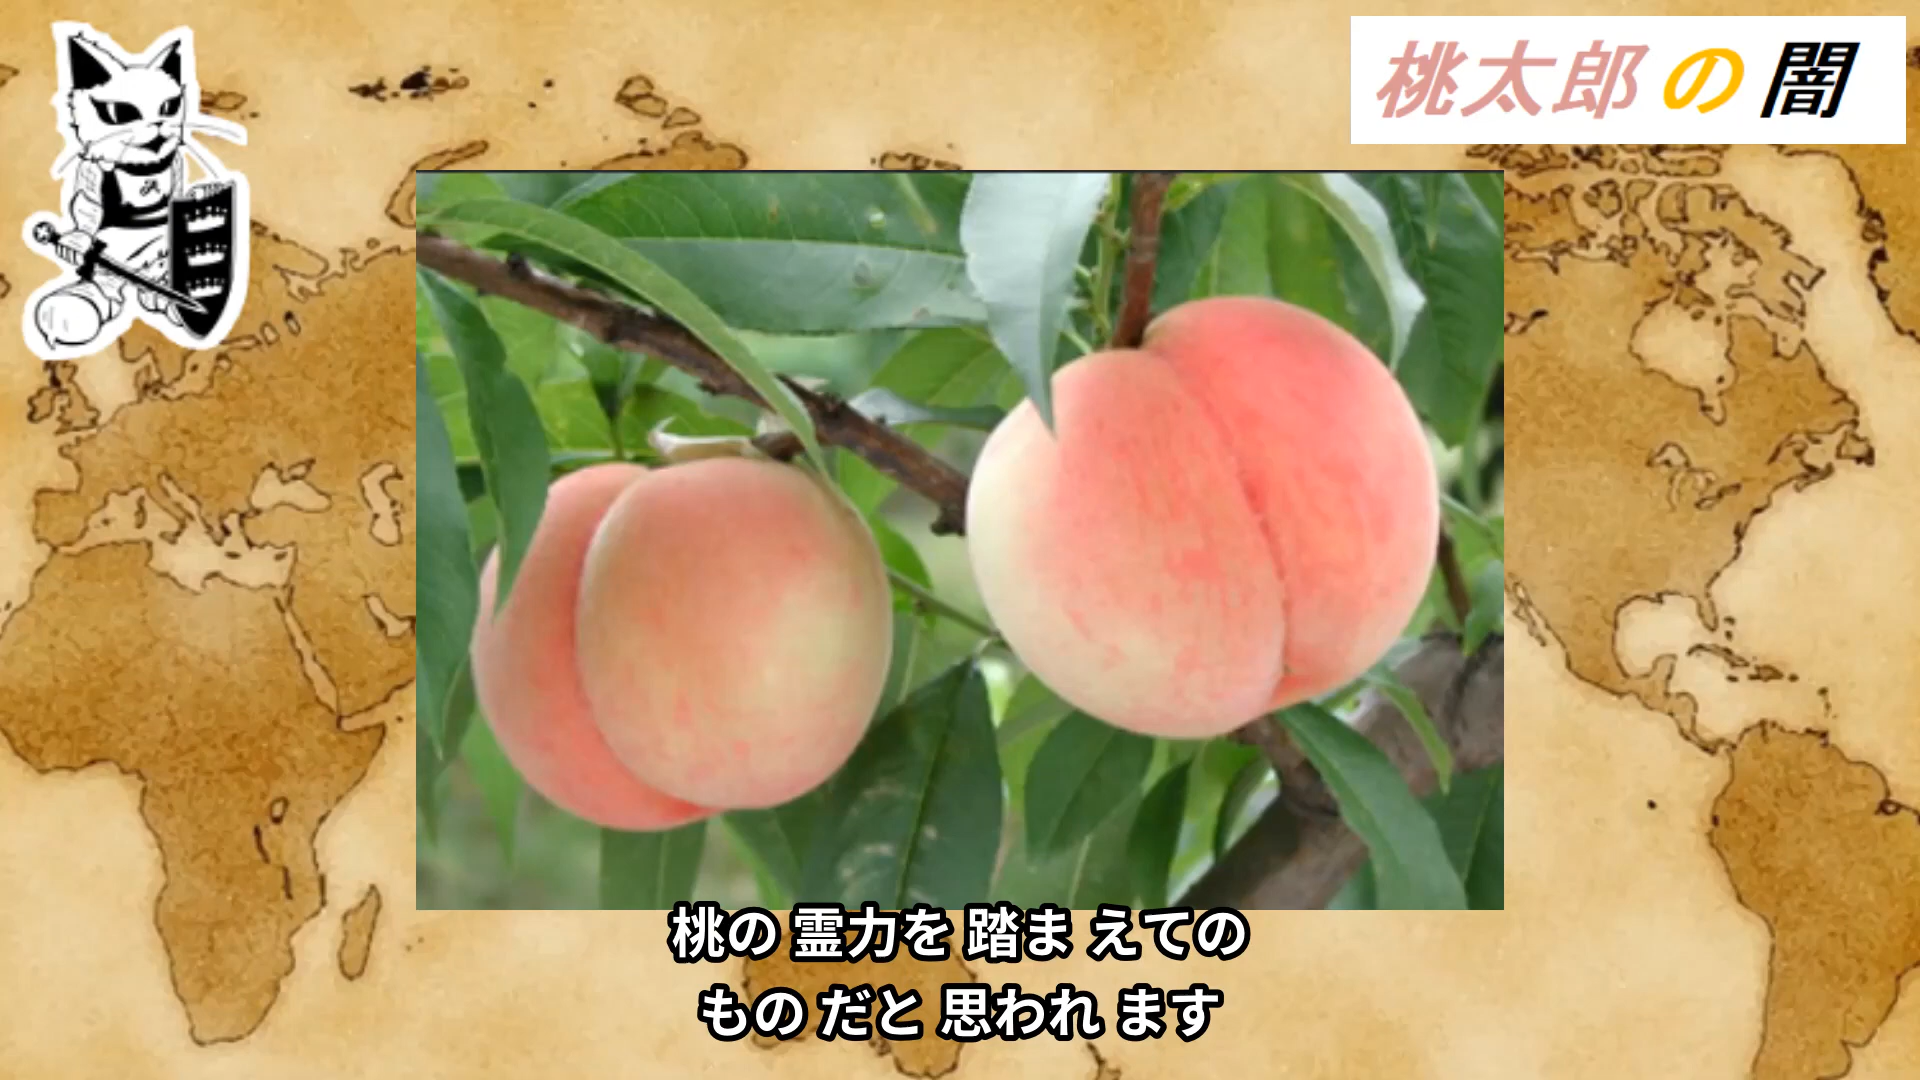 桃太郎の闇
桃の 霊力を 踏ま えての
もの だと 思われ ます